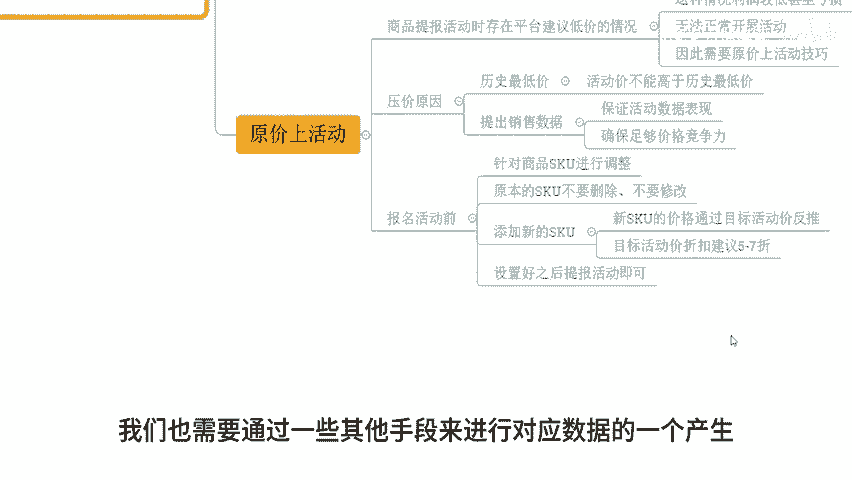 商品提报活动时存在平台建议低价的情况
无法正常开展活动
因此需要原价上活动技巧
历史最低价
活动价不能高于历史最低价
压价原因
保证活动数据表现
提出销售数据
确保足够价格竞争力
原价上活动
针对商品SKU进行调整
原本的SKU不要删除、不要修改
报名活动前
新SKU的价格通过目标活动价反推
添加新的SKU
目标活动价折扣建议5-7折
设置好之后提报活动即可
我们也需要通过一些其他手段来进行对应数据的一个产生